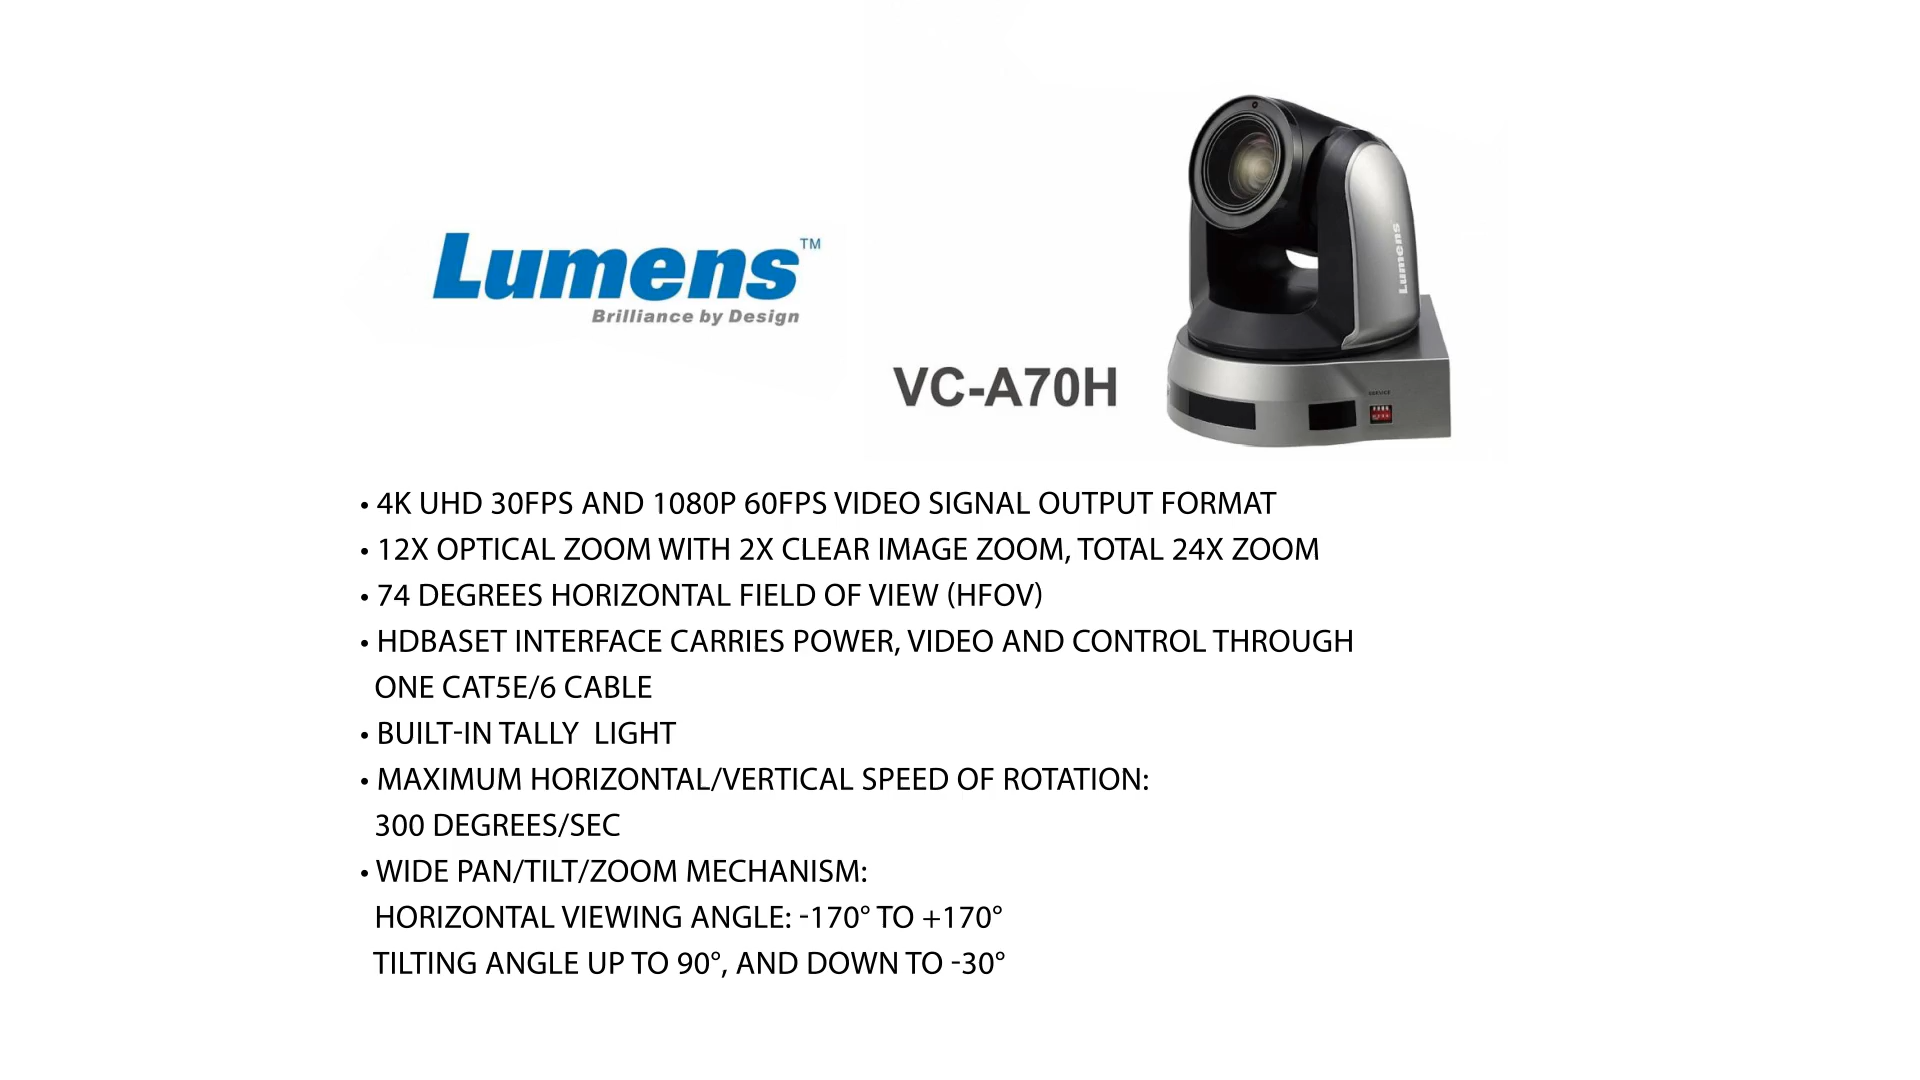 Lumens™
Brilliance by Design
Lumens
VC-A70H
• 4K UHD 30FPS AND 1080P 60FPS VIDEO SIGNAL OUTPUT FORMAT
• 12X OPTICAL ZOOM WITH 2X CLEAR IMAGE ZOOM, TOTAL 24X ZOOM
• 74 DEGREES HORIZONTAL FIELD OF VIEW (HFOV)
• HDBASET INTERFACE CARRIES POWER, VIDEO AND CONTROL THROUGH
ONE CAT5E/6 CABLE
• BUILT-IN TALLY  LIGHT
• MAXIMUM HORIZONTAL/VERTICAL SPEED OF ROTATION:
300 DEGREES/SEC
• WIDE PAN/TILT/ZOOM MECHANISM:
HORIZONTAL VIEWING ANGLE: -170° TO +170°
TILTING ANGLE UP TO 90°, AND DOWN TO -30°